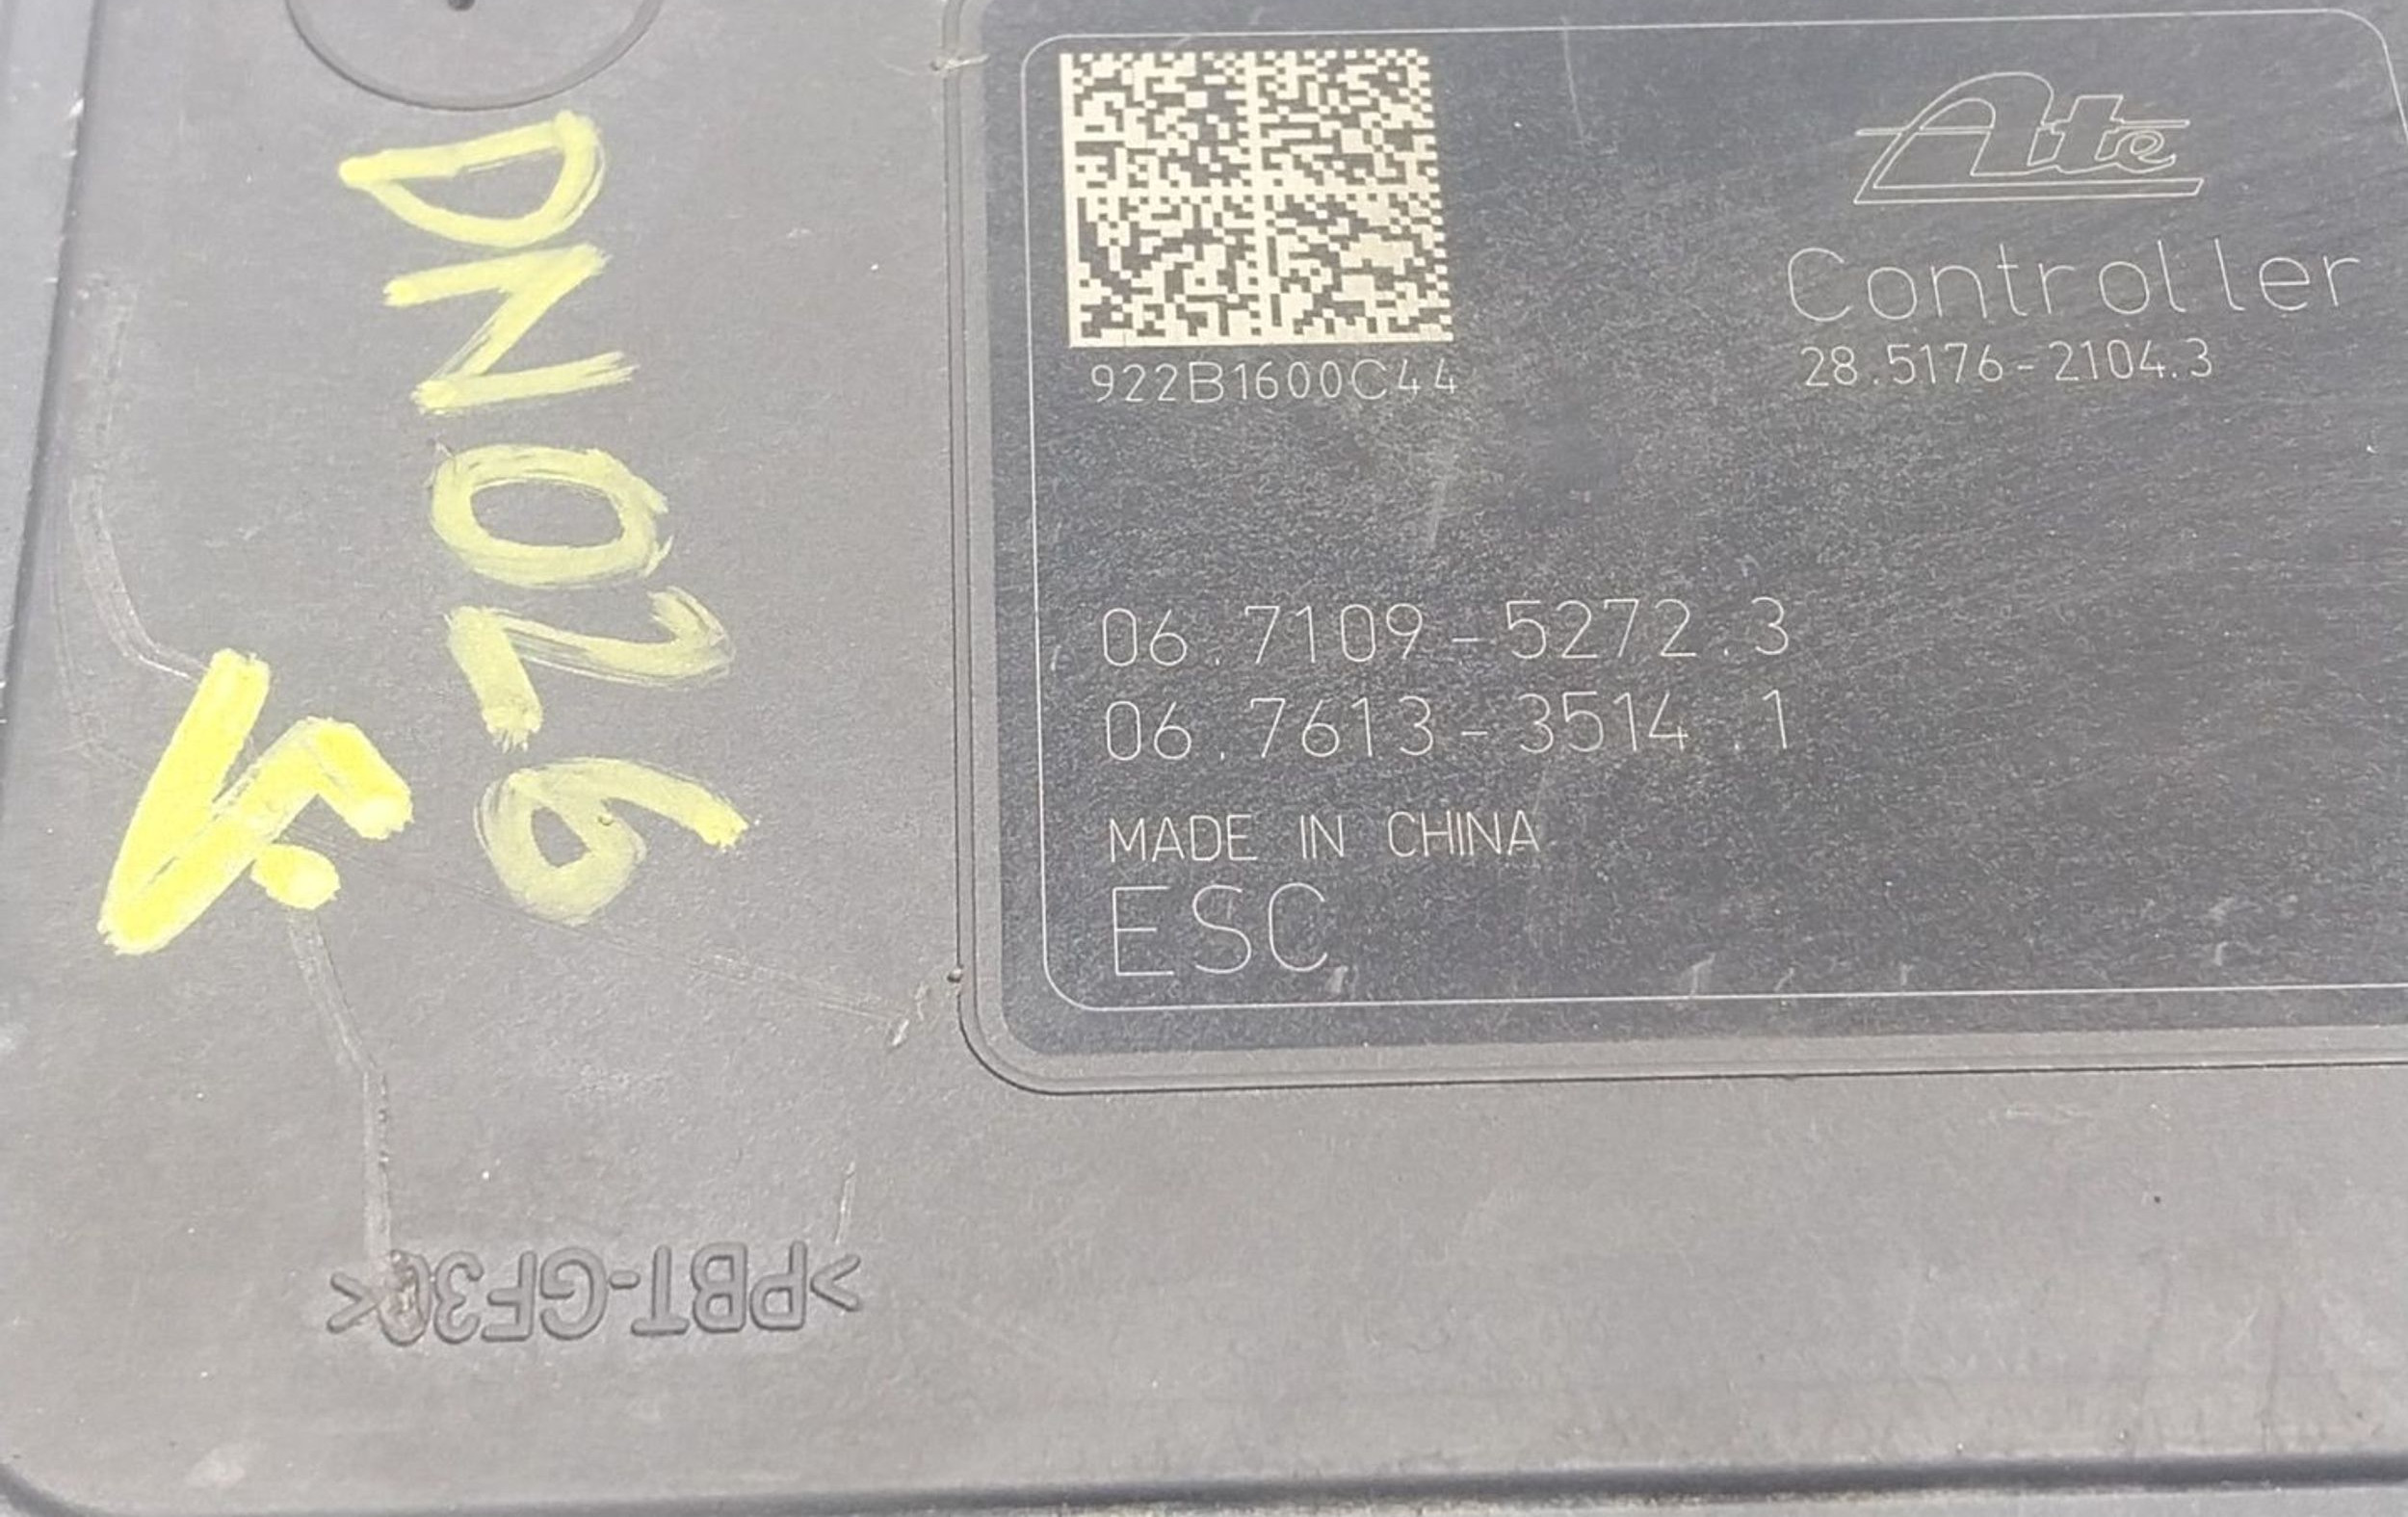 DN026
Ate
Controller
28.5176-2104.3
922B1600C44
06.7109-5272.3
06.7613-3514.1
MADE IN CHINA
ESC
>PBT-GF30<